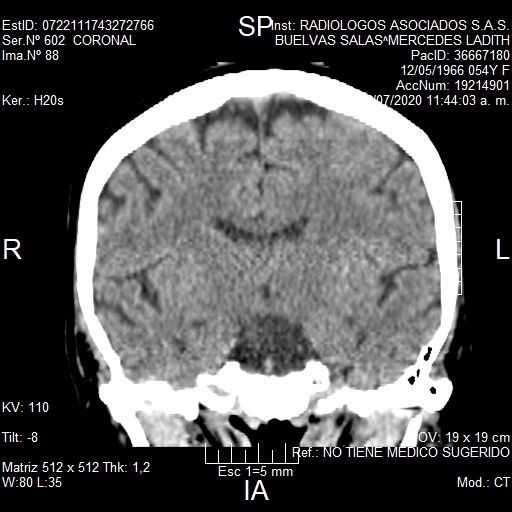 EstID: 0722111743272766
Ser.Nº 602 CORONAL
Ima.Nº 88
Ker.: H20s
SP
Inst: RADIOLOGOS ASOCIADOS S.A.S.
BUELVAS SALAS^MERCEDES LADITH
PacID: 36667180
12/05/1966 054Y F
AccNum: 19214901
/07/2020 11:44:03 a. m.
R
L
KV: 110
Tilt: -8
Matriz 512 x 512 Thk: 1,2
W:80 L:35
Esc 1=5 mm
IA
OV: 19 x 19 cm
Ref.: NO TIENE MEDICO SUGERIDO
Mod.: CT